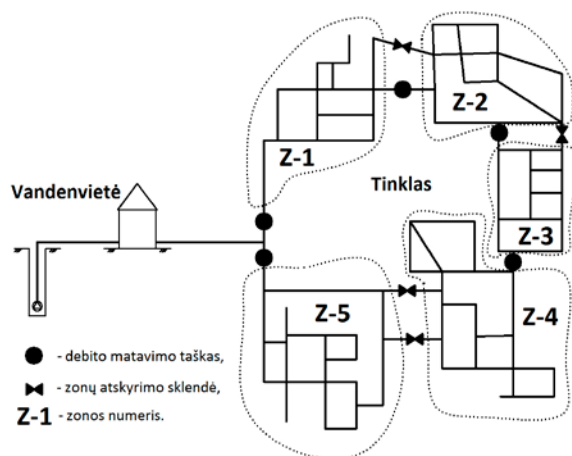 Z-2
Z-1
Vandenvietė
Tinklas
Z-3
Z-4
Z-5
- debito matavimo taškas,
- zonų atskyrimo sklendė,
Z-1 - zonos numeris.